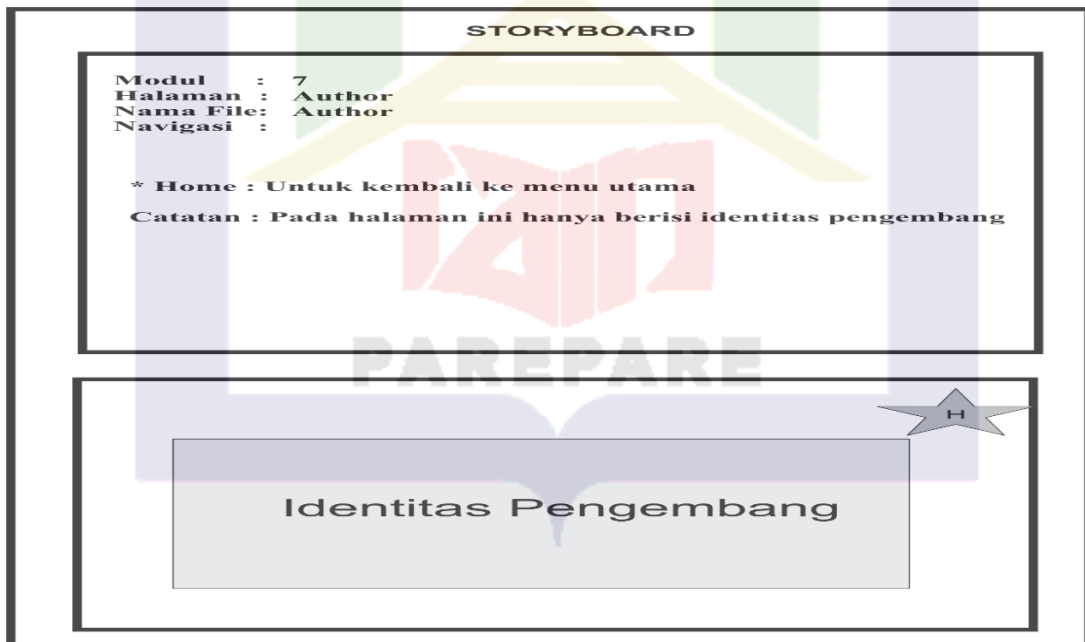 STORYBOARD
Modul : 7
Halaman : Author
Nama File: Author
Navigasi :
* Home : Untuk kembali ke menu utama
Catatan : Pada halaman ini hanya berisi identitas pengembang
PAREPARE
H
Identitas Pengembang